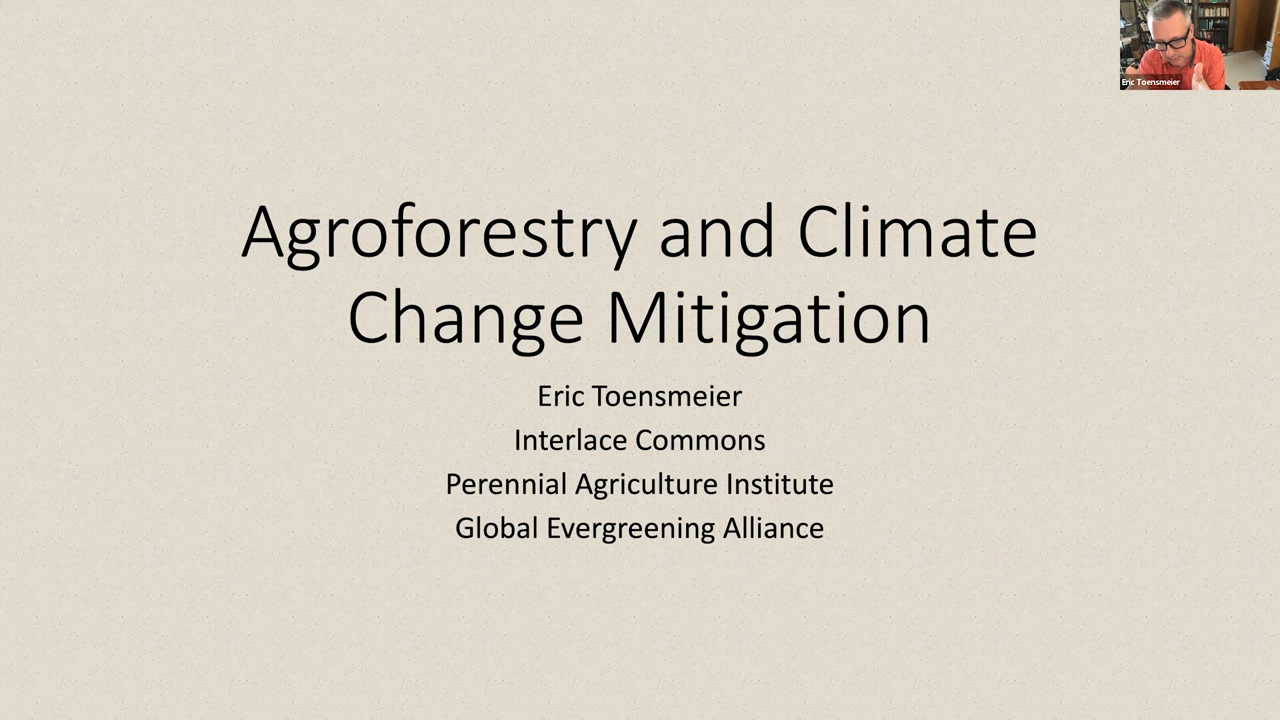 Agroforestry and Climate
Change Mitigation
Eric Toensmeier
Interlace Commons
Perennial Agriculture Institute
Global Evergreening Alliance
Eric Toensmeier